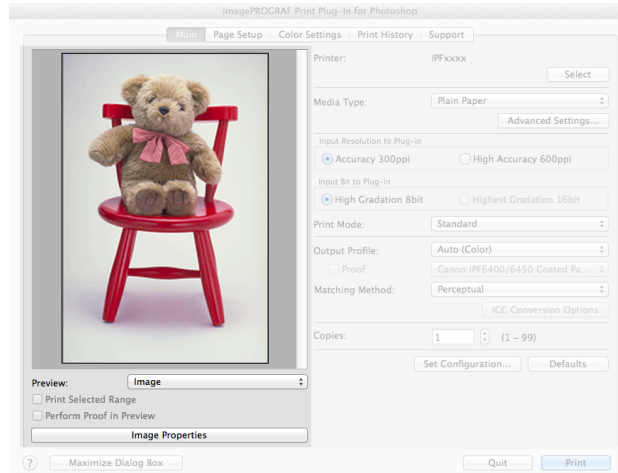 imagePROGRAF Print Plug-In for Photoshop
Main Page Setup Color Settings Print History Support
Printer: iPFxxxx
Select
Media Type: Plain Paper
Advanced Settings...
Input Resolution to Plug-in
Accuracy 300ppi High Accuracy 600ppi
Input Bit to Plug-in
High Gradation 8bit Highest Gradation 16bit
Print Mode: Standard
Output Profile: Auto (Color)
Proof: Canon iPF6400/6450 Coated Pa...
Matching Method: Perceptual
ICC Conversion Options
Copies: 1 (1 – 99)
Set Configuration... Defaults
Preview: Image
Print Selected Range
Perform Proof in Preview
Image Properties
? Maximize Dialog Box Quit Print